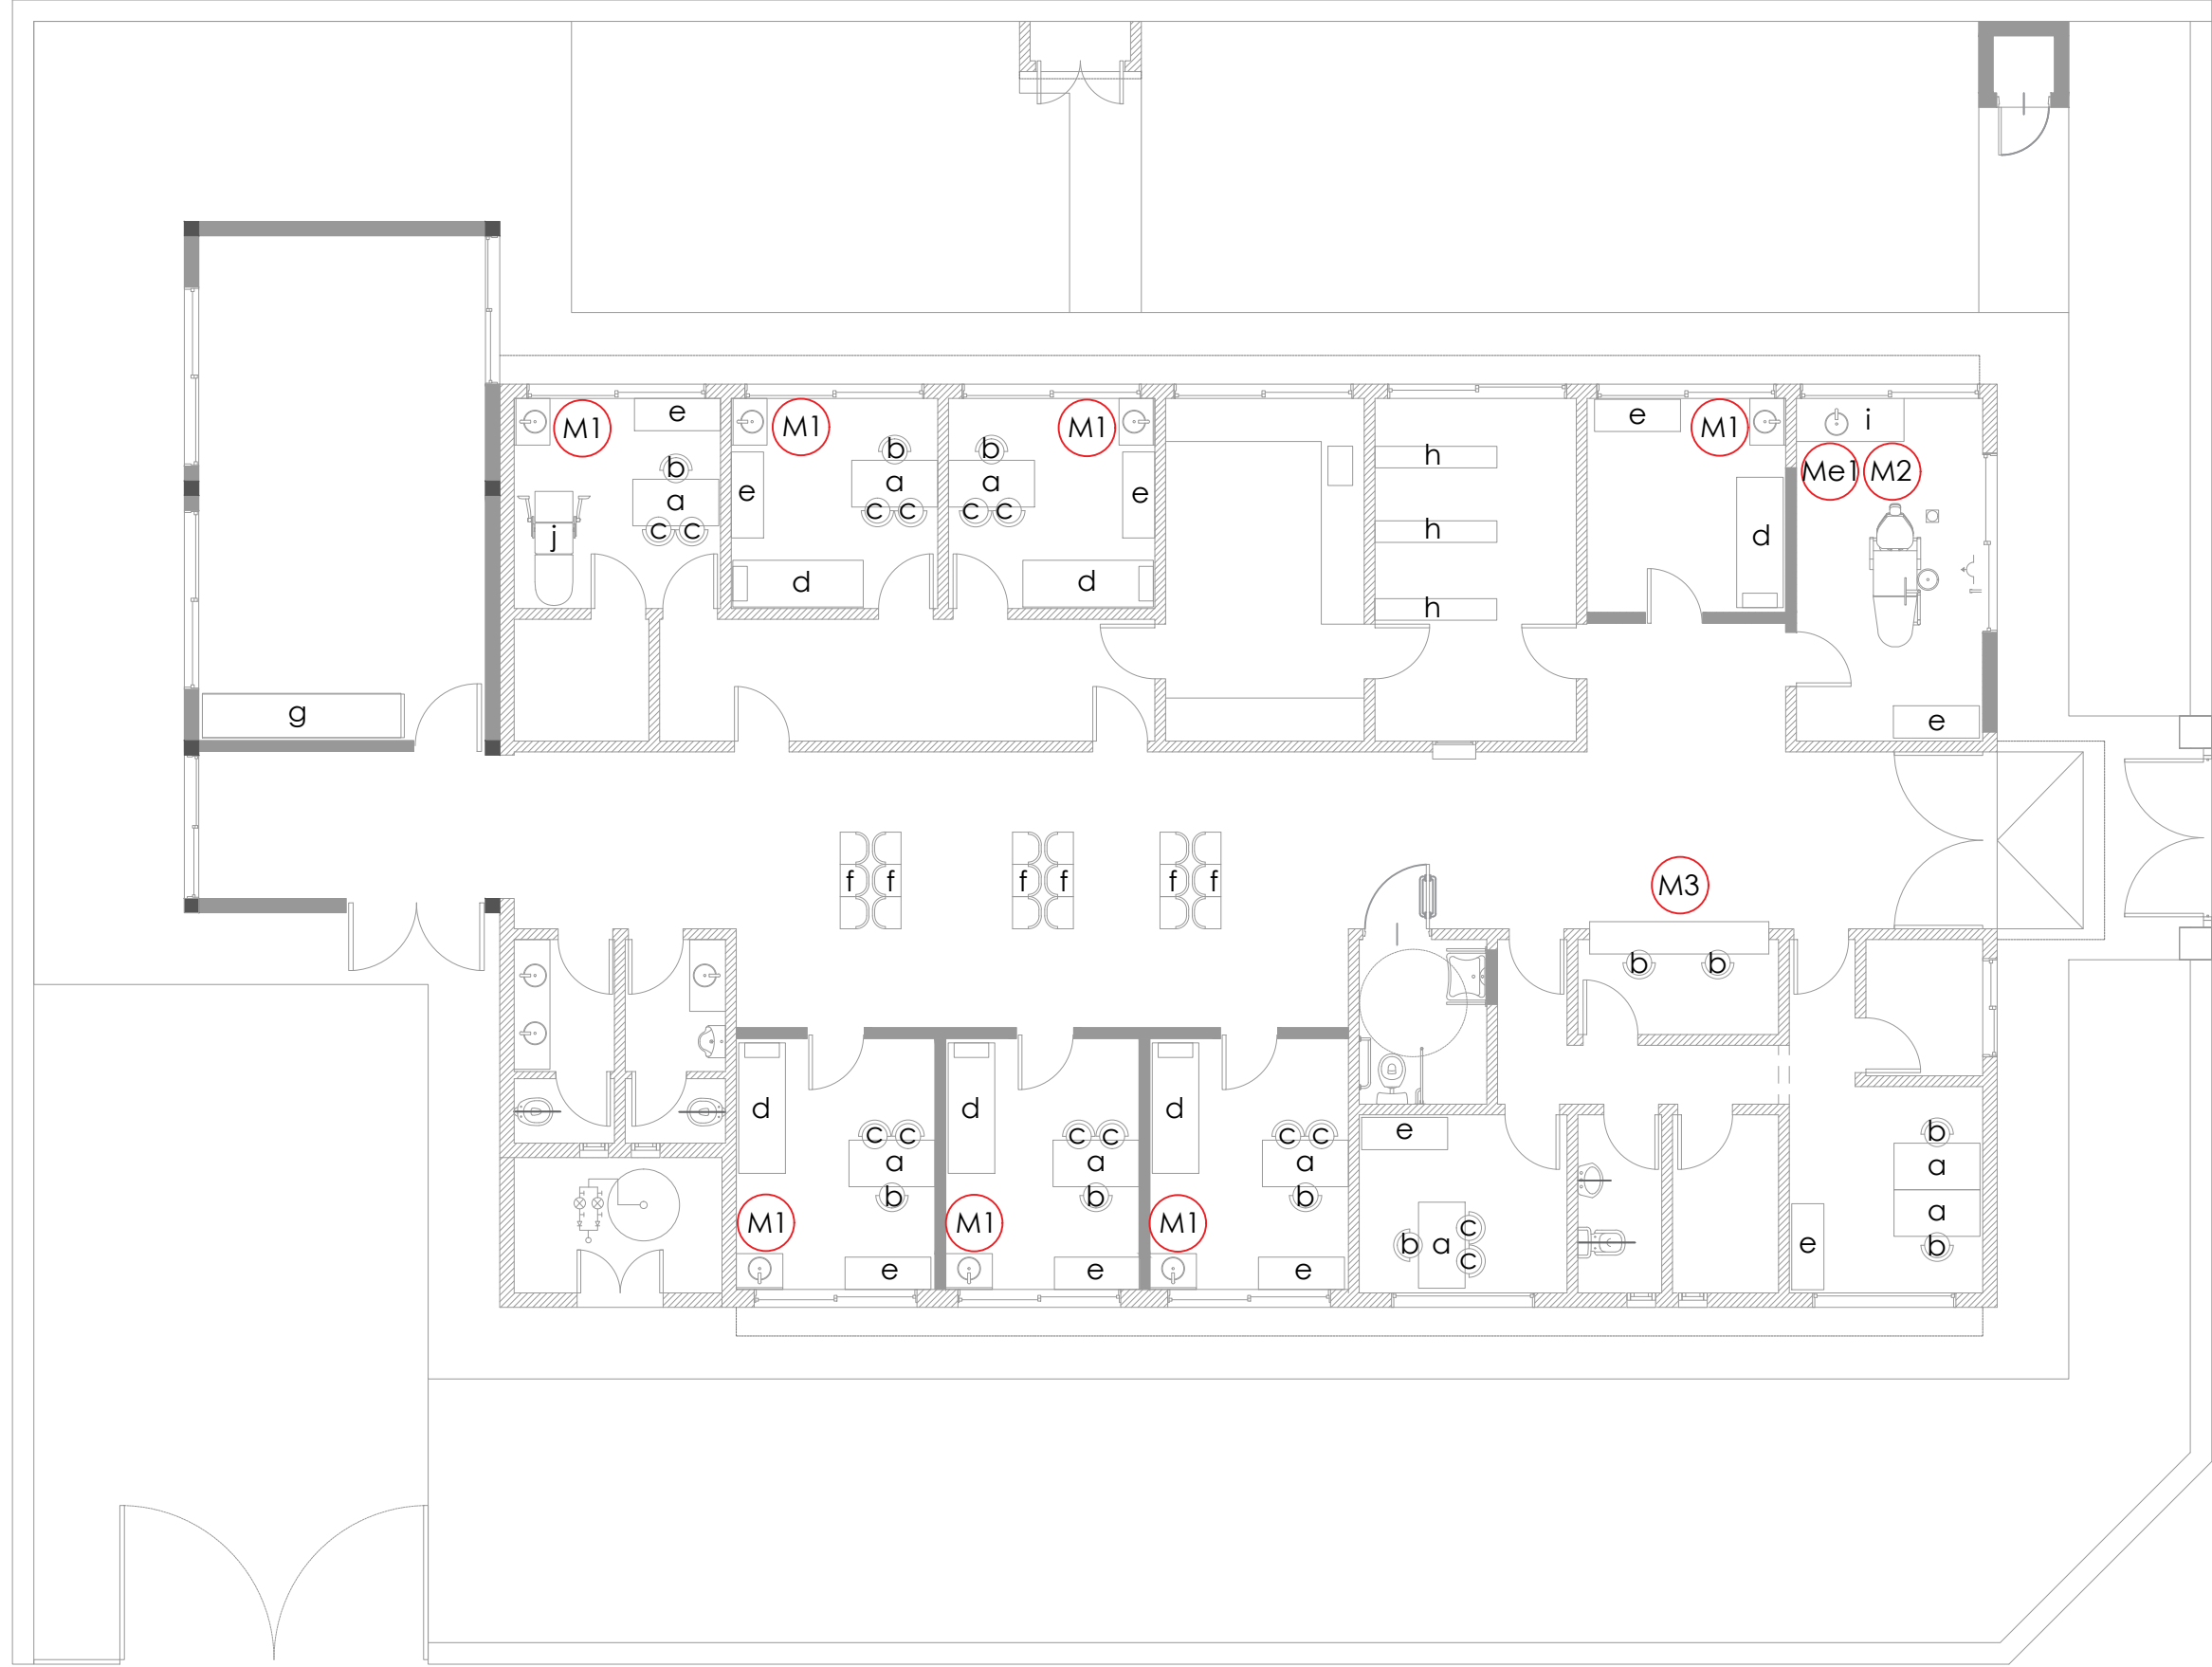 M1 e M1 M1 e M1 i
b b b
Me1 M2
h
a a a
e e
c c c c c c
h
j d
d d
h
g e
f f f f f f
M3
b b
d d d
c c c c c c e b
a a a a
b b b
a
M1 M1 M1 c
b a e b
c
e e e